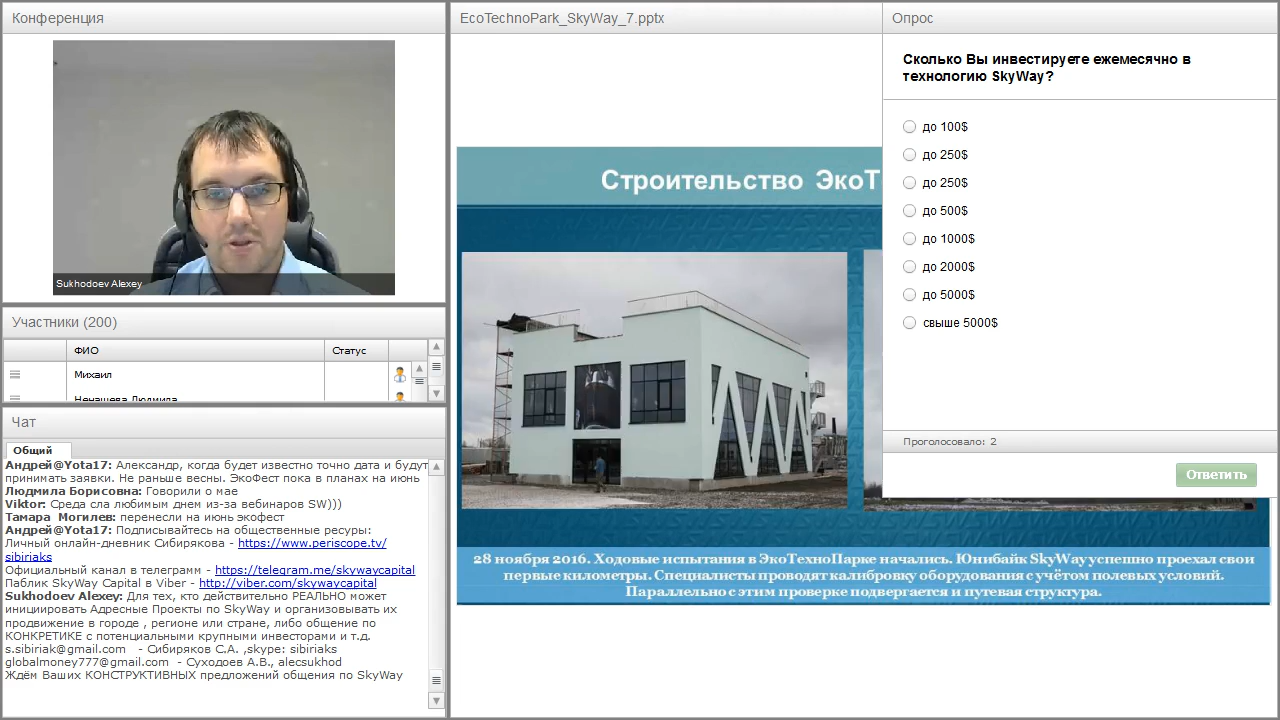 Конференция
Sukhodoev Alexey
Участники (200)
ФИО
Статус
Михаил
Ненашева Людмила
Чат
Общий
Андрей@Yota17: Александр, когда будет известно точно дата и будут
принимать заявки. Не раньше весны. ЭкоФест пока в планах на июнь
Людмила Борисовна: Говорили о мае
Viktor: Среда сла любимым днем из-за вебинаров SW)))
Тамара Могилев: перенесли на июнь экофест
Андрей@Yota17: Подписывайтесь на общественные ресуры:
Личный онлайн-дневник Сибирякова - https://www.periscope.tv/
sibiriaks
Официальный канал в телеграмм - https://telegram.me/skywaycapital
Паблик SkyWay Capital в Viber - http://viber.com/skywaycapital
Sukhodoev Alexey: Для тех, кто действительно РЕАЛЬНО может
инициировать Адресные Проекты по SkyWay и организовывать их
продвижение в городе , регионе или стране, либо общение по
КОНКРЕТИКЕ с потенциальными крупными инвесторами и т.д.
s.sibiriak@gmail.com - Сибиряков С.А. ,skype: sibiriaks
globalmoney777@gmail.com - Суходоев А.В., alecsukhod
Ждём Ваших КОНСТРУКТИВНЫХ предложений общения по SkyWay
EcoTechnoPark_SkyWay_7.pptx
Строительство ЭкоТ
28 ноября 2016. Ходовые испытания в ЭкоТехноПарке начались. Юнибайк SkyWay успешно проехал свои
первые километры. Специалисты проводят калибровку оборудования с учётом полевых условий.
Параллельно с этим проверке подвергается и путевая структура.
Опрос
Сколько Вы инвестируете ежемесячно в
технологию SkyWay?
до 100$
до 250$
до 250$
до 500$
до 1000$
до 2000$
до 5000$
свыше 5000$
Проголосовало: 2
Ответить